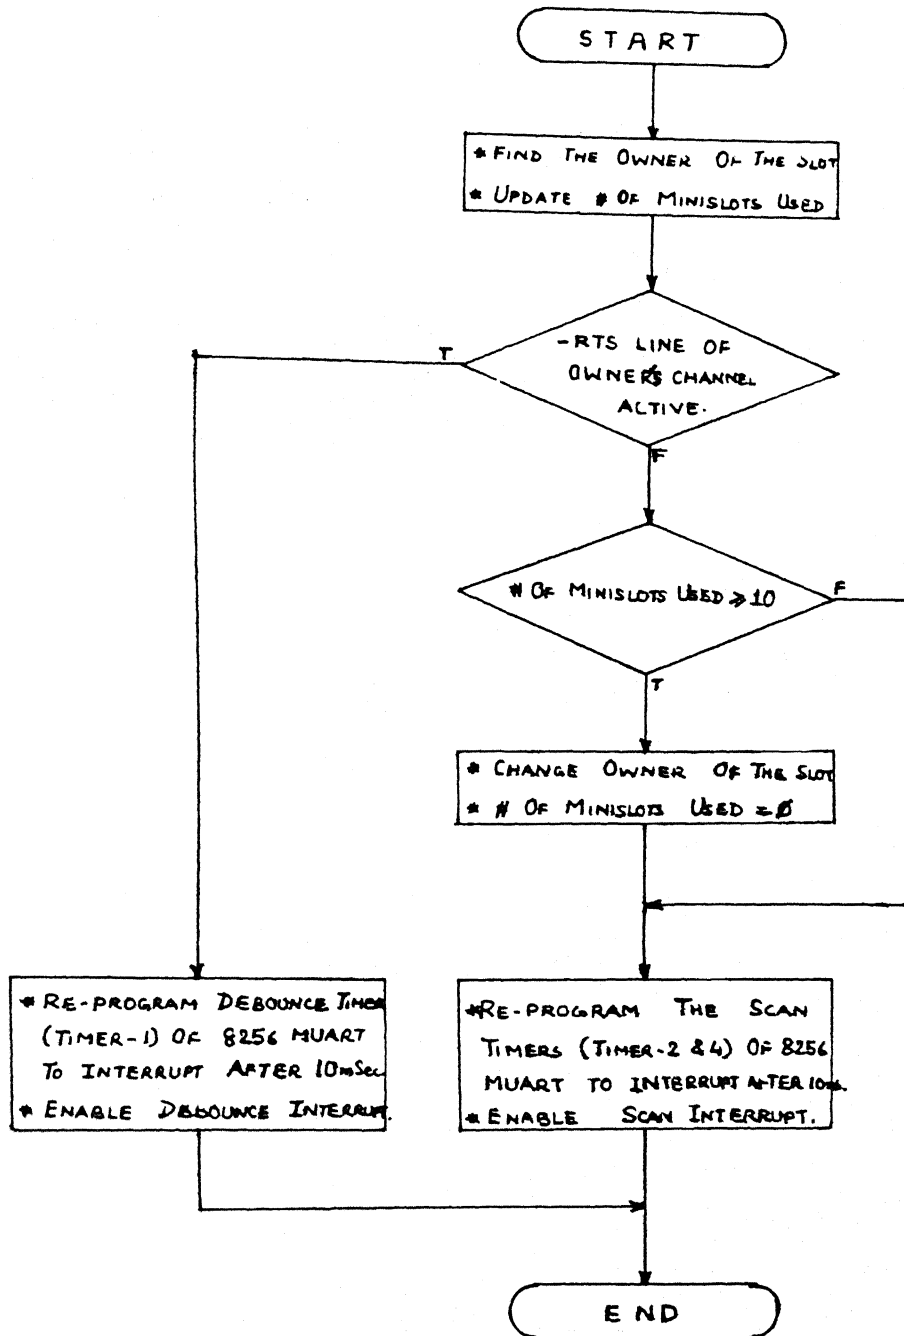 START
* FIND THE OWNER OF THE SLOT
* UPDATE # OF MINISLOTS USED
-RTS LINE OF
OWNER'S CHANNEL
ACTIVE.
T
F
# OF MINISLOTS USED ≥ 10
F
T
* CHANGE OWNER OF THE SLOT
* # OF MINISLOTS USED = Ø
* RE-PROGRAM DEBOUNCE TIMER
(TIMER-1) OF 8256 MUART
TO INTERRUPT AFTER 10mSec
* ENABLE DEBOUNCE INTERRUPT.
*RE-PROGRAM THE SCAN
TIMERS (TIMER-2 & 4) OF 8256
MUART TO INTERRUPT AFTER 10ms.
* ENABLE SCAN INTERRUPT.
END